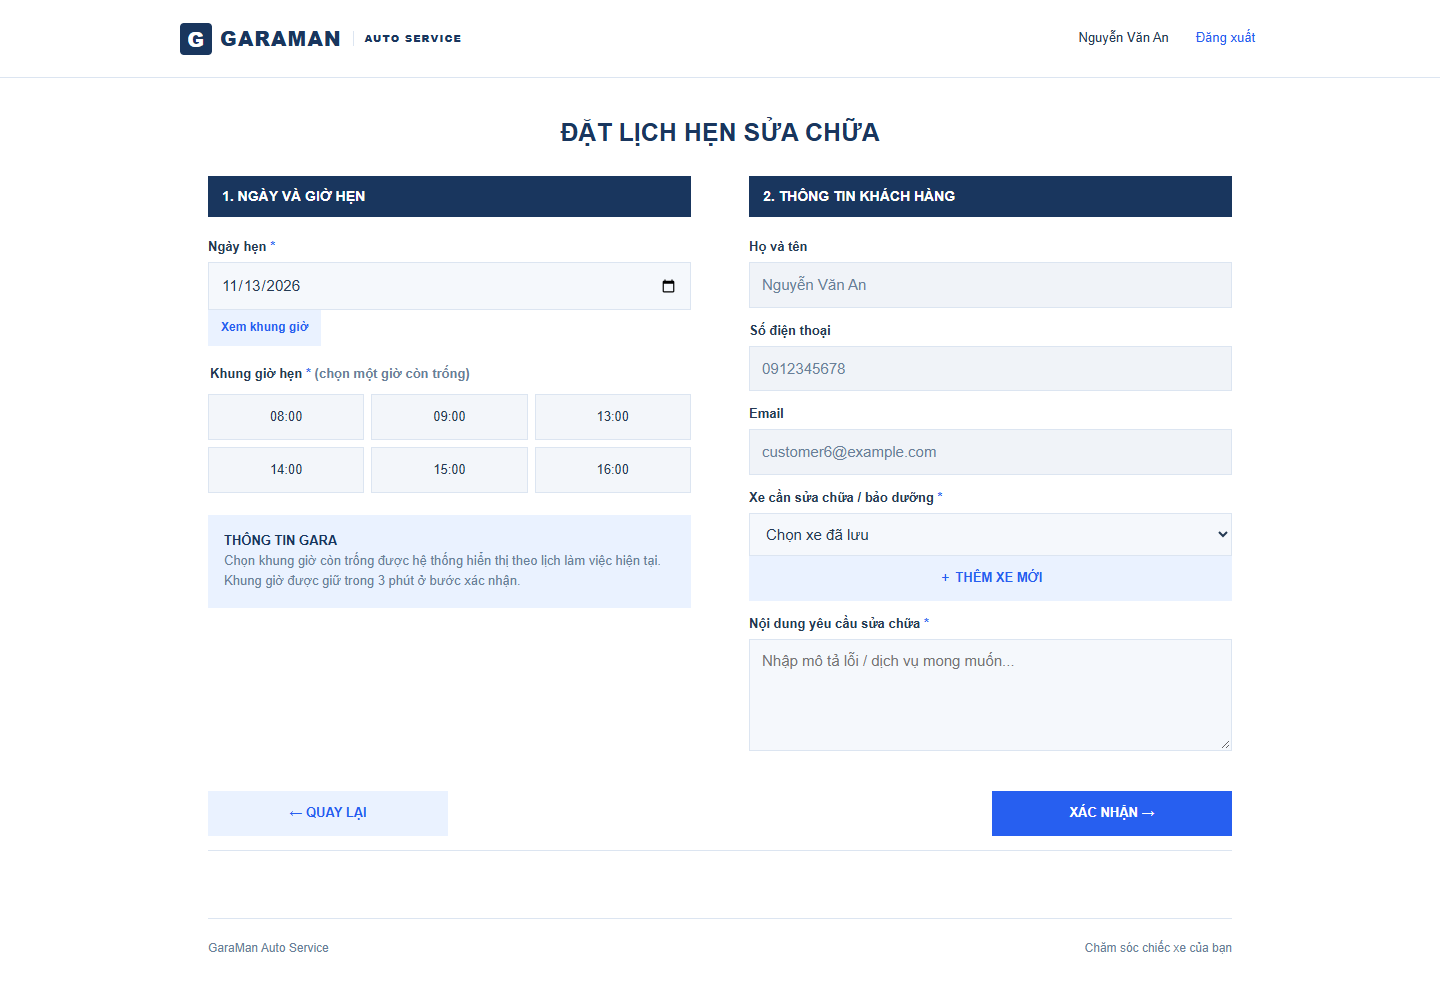 G GARAMAN AUTO SERVICE
Nguyễn Văn An Đăng xuất
ĐẶT LỊCH HẸN SỬA CHỮA
1. NGÀY VÀ GIỜ HẸN
Ngày hẹn *
11/13/2026
Xem khung giờ
Khung giờ hẹn * (chọn một giờ còn trống)
08:00 09:00 13:00
14:00 15:00 16:00
THÔNG TIN GARA
Chọn khung giờ còn trống được hệ thống hiển thị theo lịch làm việc hiện tại.
Khung giờ được giữ trong 3 phút ở bước xác nhận.
2. THÔNG TIN KHÁCH HÀNG
Họ và tên
Nguyễn Văn An
Số điện thoại
0912345678
Email
customer6@example.com
Xe cần sửa chữa / bảo dưỡng *
Chọn xe đã lưu
+ THÊM XE MỚI
Nội dung yêu cầu sửa chữa *
Nhập mô tả lỗi / dịch vụ mong muốn...
← QUAY LẠI
XÁC NHẬN →
GaraMan Auto Service
Chăm sóc chiếc xe của bạn